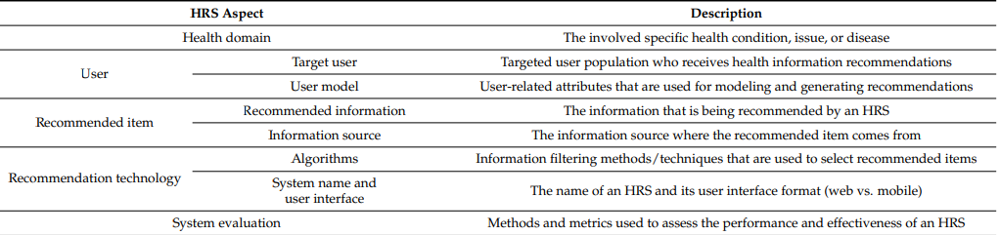 HRS Aspect Description
Health domain The involved specific health condition, issue, or disease
User Target user Targeted user population who receives health information recommendations
User model User-related attributes that are used for modeling and generating recommendations
Recommended item Recommended information The information that is being recommended by an HRS
Information source The information source where the recommended item comes from
Recommendation technology Algorithms Information filtering methods/techniques that are used to select recommended items
System name and
user interface The name of an HRS and its user interface format (web vs. mobile)
System evaluation Methods and metrics used to assess the performance and effectiveness of an HRS